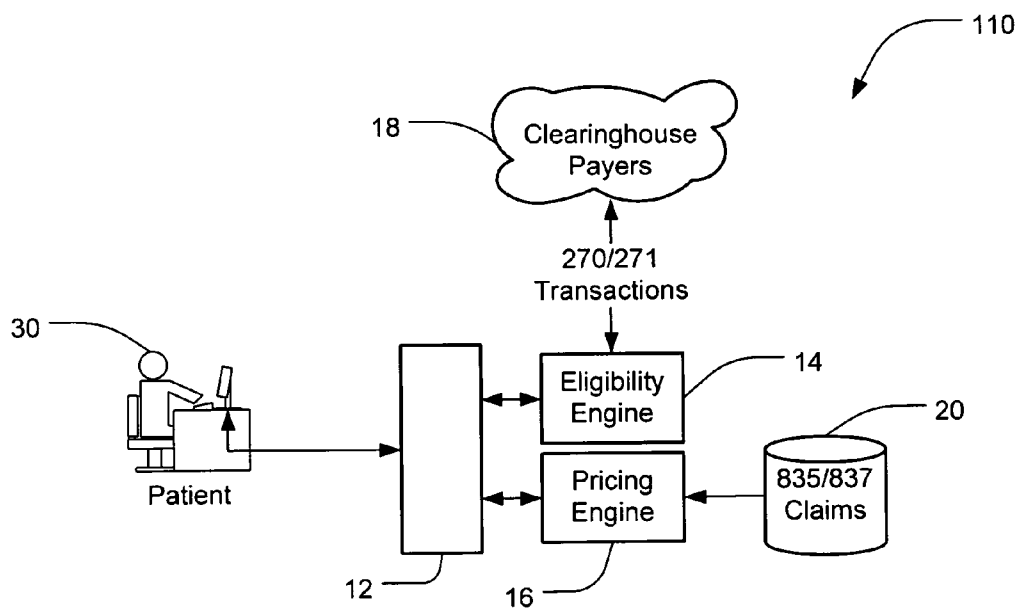 110
18
Clearinghouse
Payers
270/271
Transactions
30
Eligibility
Engine
14
20
Patient
Pricing
Engine
835/837
Claims
12
16